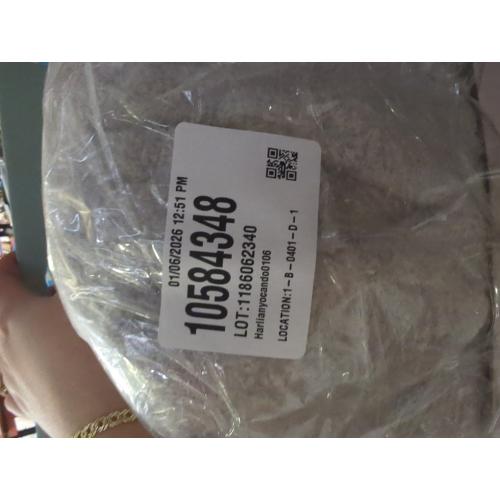 01/06/2026 12:51 PM
10584348
LOT:1186062340
Harlianyocando0106
LOCATION:1-B-0401-D-1